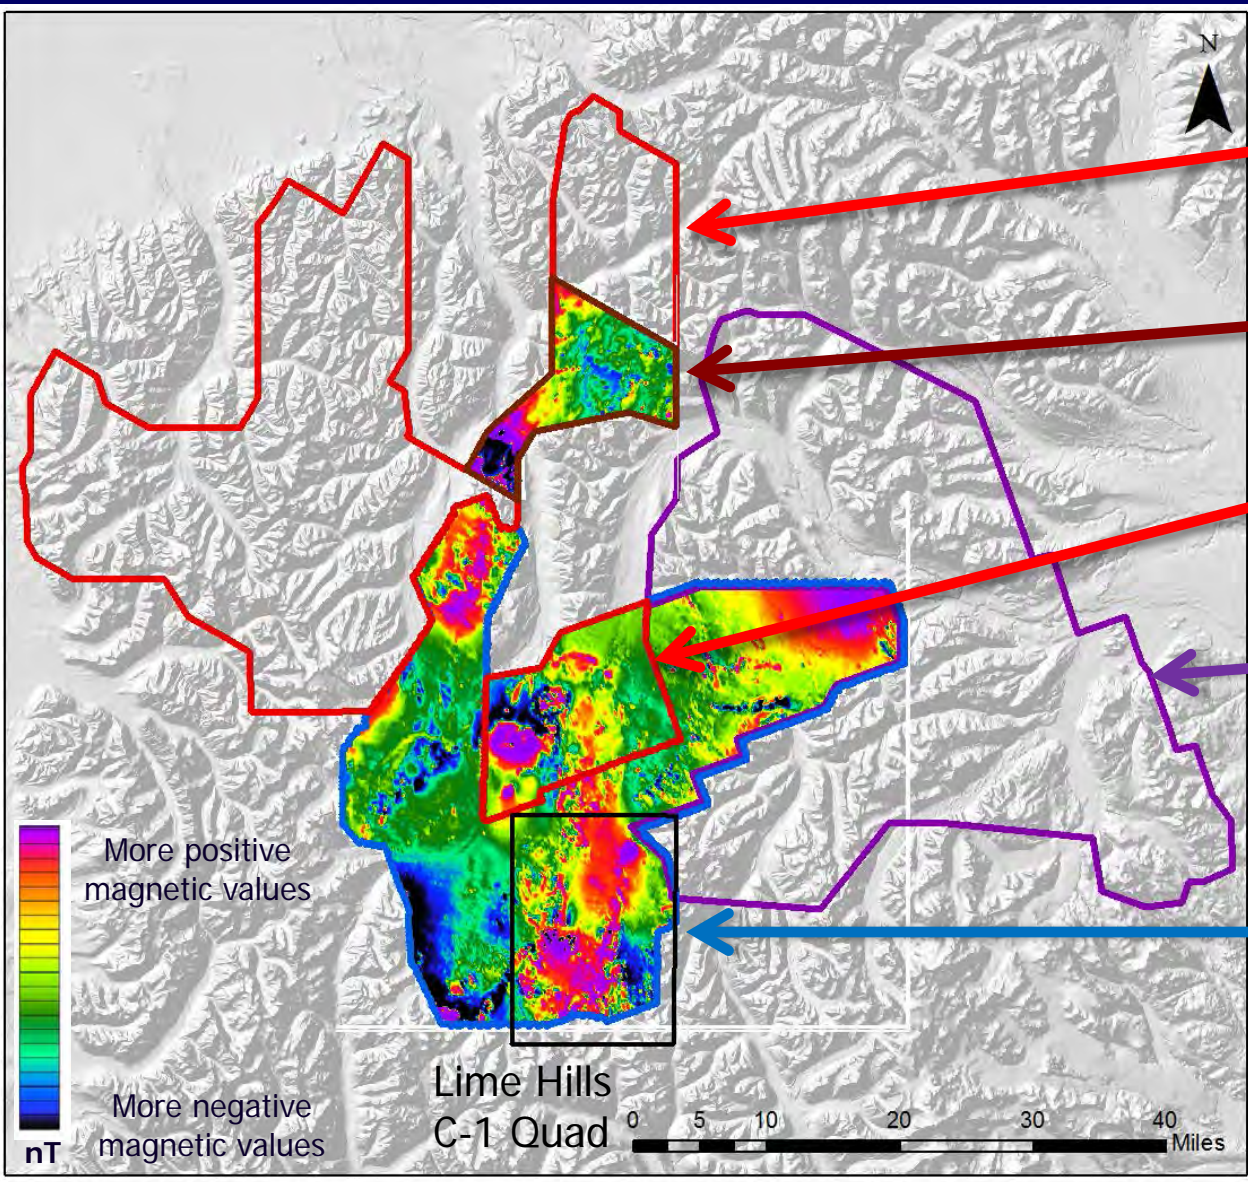 N
More positive
magnetic values
More negative
magnetic values
nT
Lime Hills
C-1 Quad
0 5 10 20 30 40
Miles